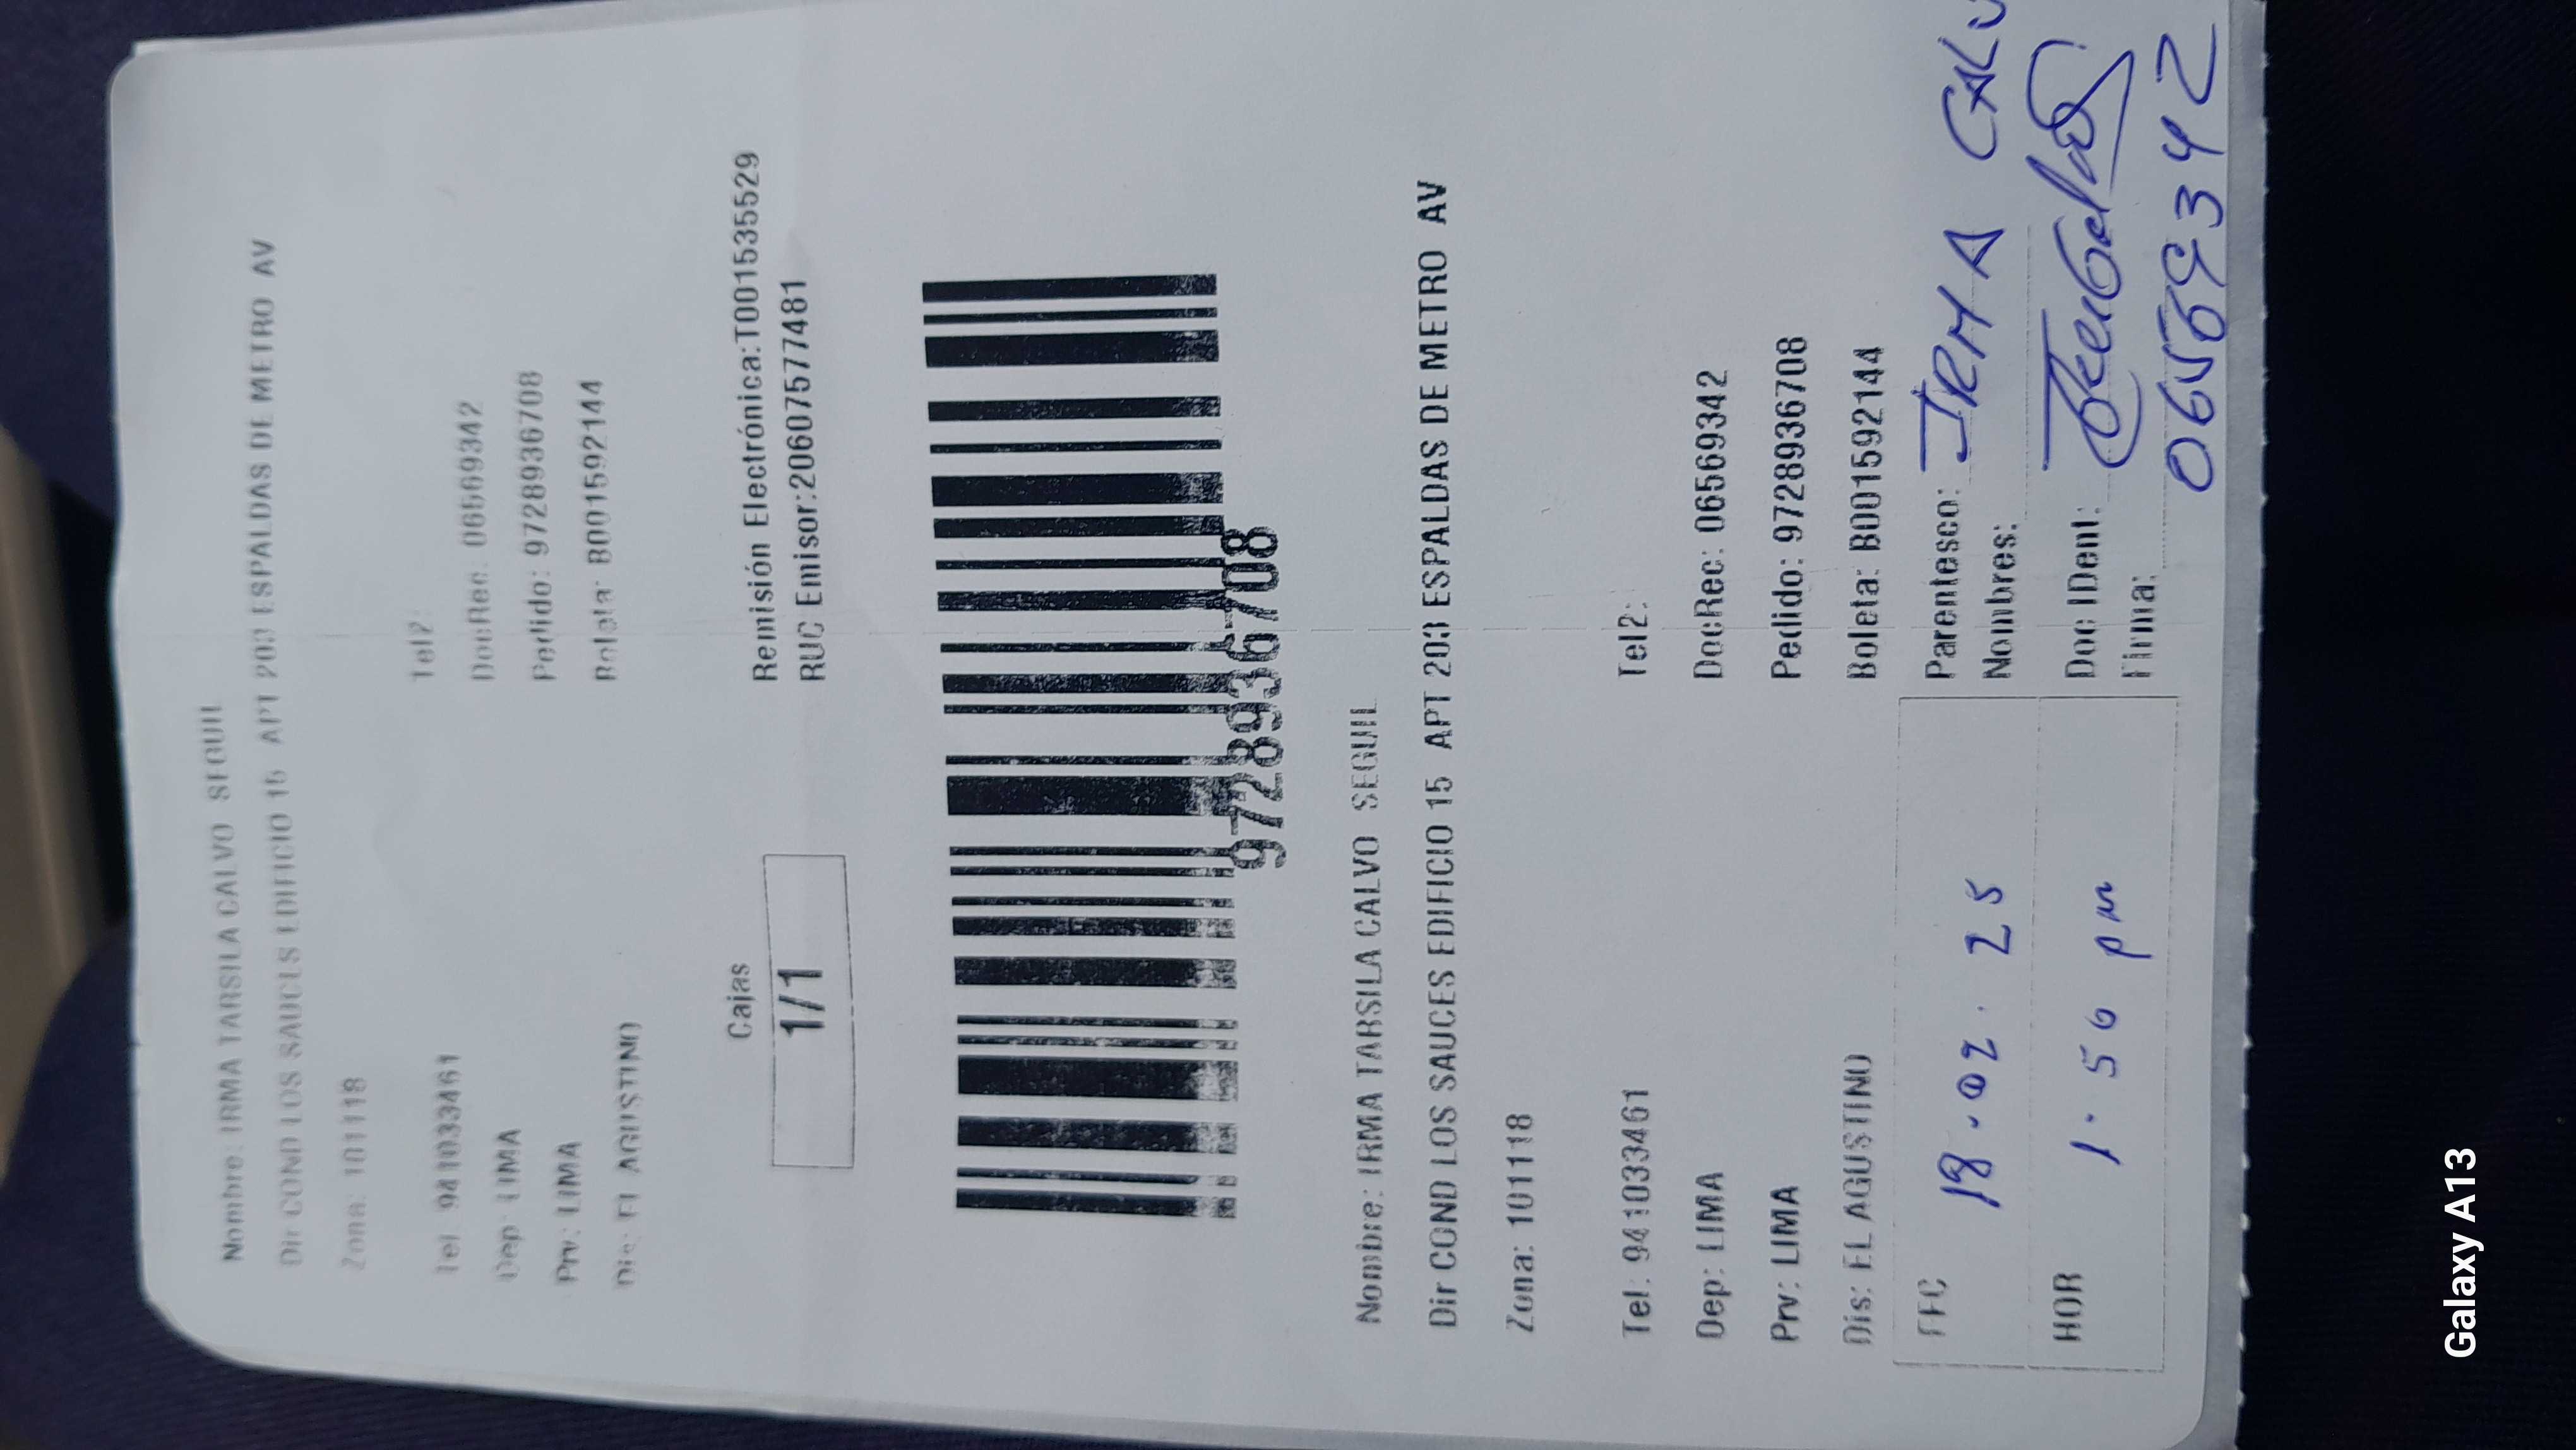 Nombre: IRMA TARSILA CALVO SEGUIL
Dir COND LOS SAUCES EDIFICIO 15 APT 203 ESPALDAS DE METRO AV
Zona: 101118
Tel: 941033461 Tel2:
Dep: LIMA DocRec: 06569342
Prv: LIMA Pedido: 9728936708
Dis: EL AGUSTINO Boleta: B001592144
Cajas Remisión Electrónica:T001535529
1/1 RUC Emisor:20607577481
9728936708
Nombre: IRMA TARSILA CALVO SEGUIL
Dir COND LOS SAUCES EDIFICIO 15 APT 203 ESPALDAS DE METRO AV
Zona: 101118
Tel: 941033461 Tel2:
Dep: LIMA DocRec: 06569342
Prv: LIMA Pedido: 9728936708
Dis: EL AGUSTINO Boleta: B001592144
FEC 18.02.25 Parentesco: IRMA CALV
Nombres:
HOR 1.56 pm Doc IDent:
Firma: 06569342
Galaxy A13